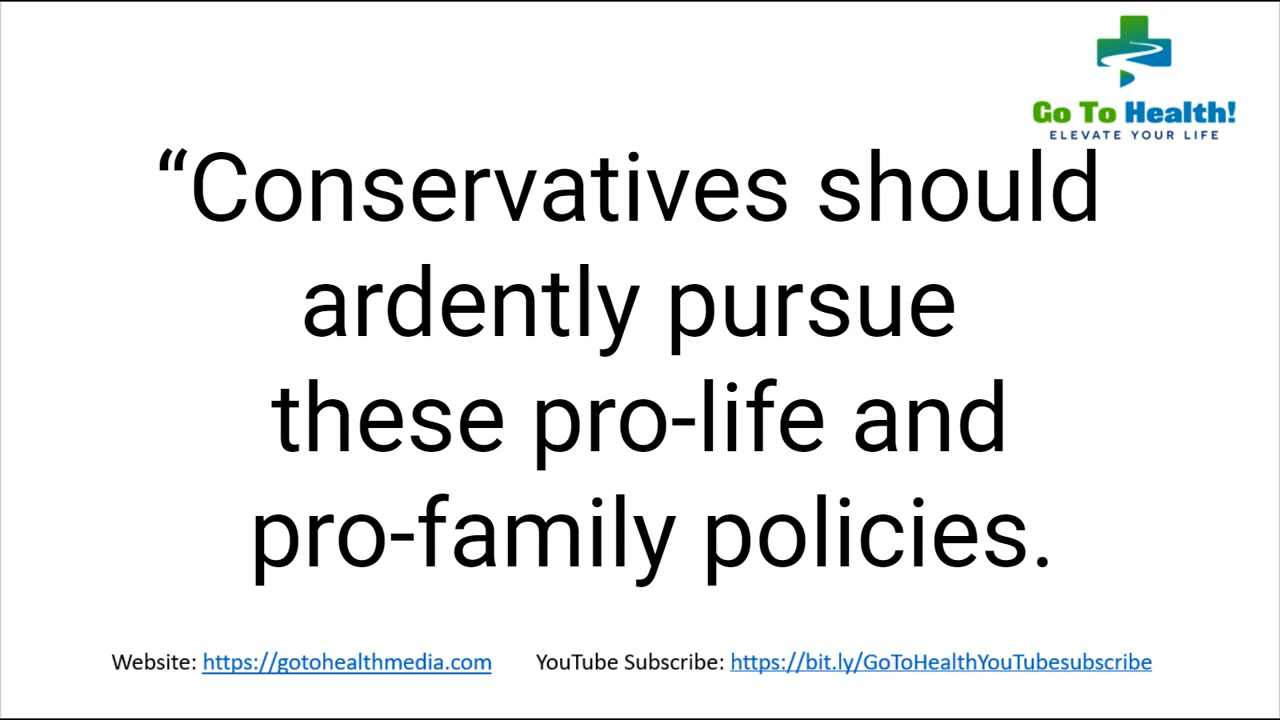 Go To Health!
ELEVATE YOUR LIFE
“Conservatives should
ardently pursue
these pro-life and
pro-family policies.
Website: https://gotohealthmedia.com YouTube Subscribe: https://bit.ly/GoToHealthYouTubesubscribe